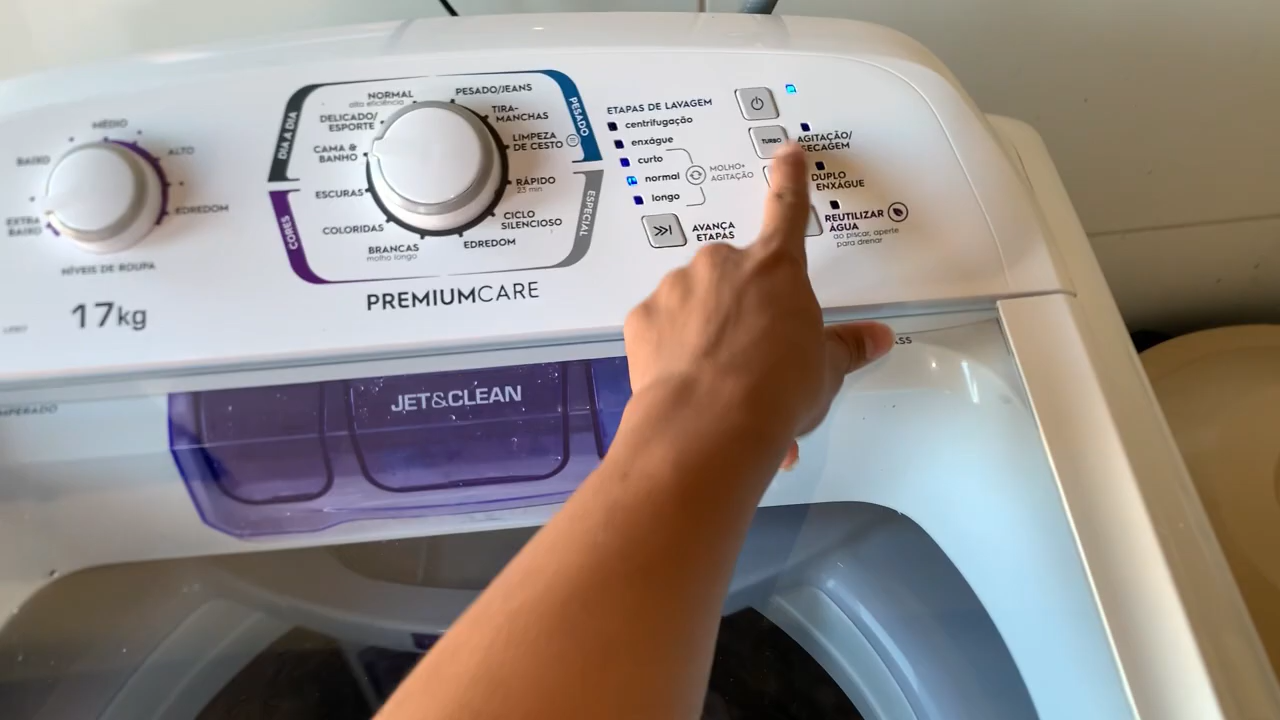 MÉDIO
BAIXO
ALTO
EXTRA
BAIXO
EDREDOM
NÍVEIS DE ROUPA
17kg
DIA A DIA
CORES
PESADO
ESPECIAL
NORMAL
alta eficiência
DELICADO/
ESPORTE
CAMA &
BANHO
ESCURAS
COLORIDAS
BRANCAS
molho longo
PESADO/JEANS
TIRA-
MANCHAS
LIMPEZA
DE CESTO
RÁPIDO
23 min
CICLO
SILENCIOSO
EDREDOM
PREMIUMCARE
ETAPAS DE LAVAGEM
centrifugação
enxágue
curto
normal
longo
MOLHO+
AGITAÇÃO
AVANÇA
ETAPAS
TURBO
AGITAÇÃO/
SECAGEM
DUPLO
ENXÁGUE
REUTILIZAR
ÁGUA
ao piscar, aperte
para drenar
JET&CLEAN